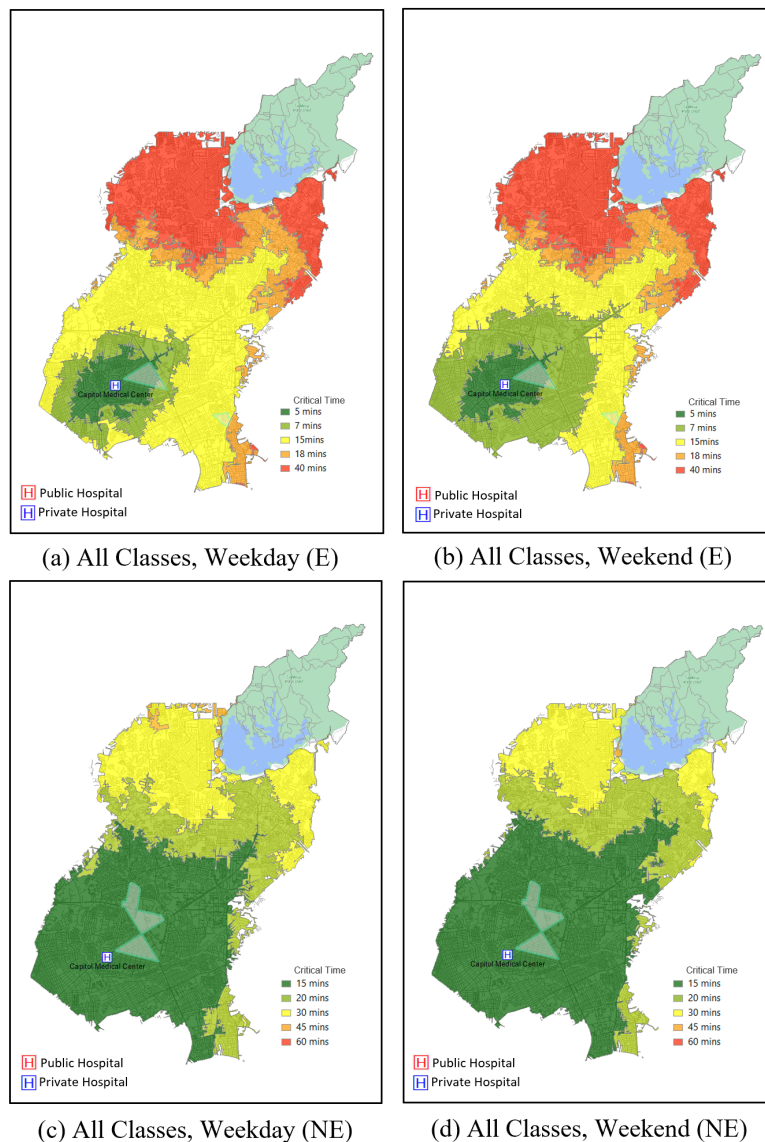 Capitol Medical Center
Critical Time
5 mins
7 mins
15mins
18 mins
40 mins
H Public Hospital
H Private Hospital
(a) All Classes, Weekday (E)
Capitol Medical Center
Critical Time
5 mins
7 mins
15mins
18 mins
40 mins
H Public Hospital
H Private Hospital
(b) All Classes, Weekend (E)
H
Capitol Medical Center
Critical Time
15 mins
20 mins
30 mins
45 mins
60 mins
H Public Hospital
H Private Hospital
(c) All Classes, Weekday (NE)
H
Capitol Medical Center
Critical Time
15 mins
20 mins
30 mins
45 mins
60 mins
H Public Hospital
H Private Hospital
(d) All Classes, Weekend (NE)